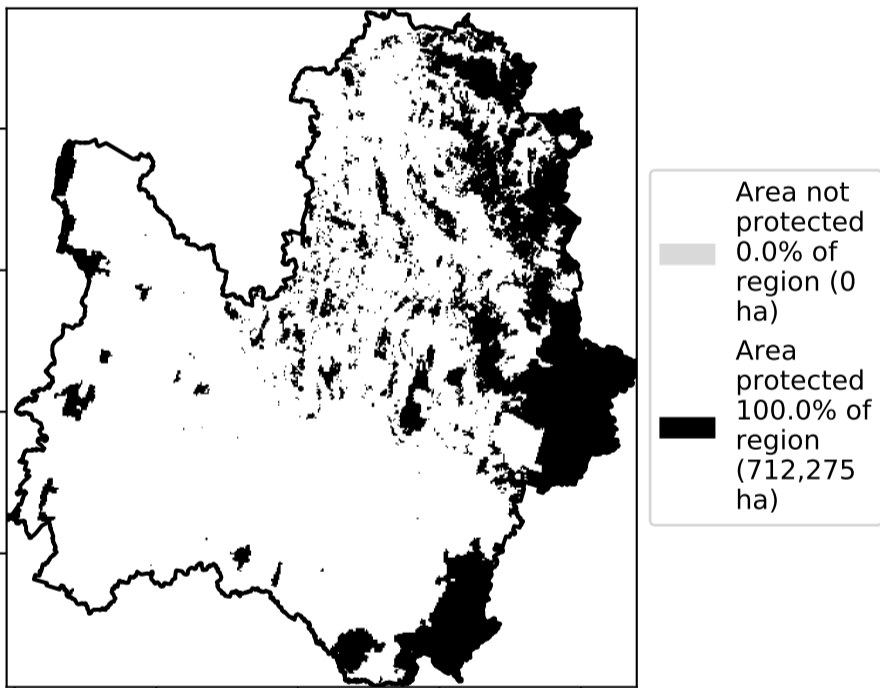 Area not
protected
0.0% of
region (0
ha)
Area
protected
100.0% of
region
(712,275
ha)